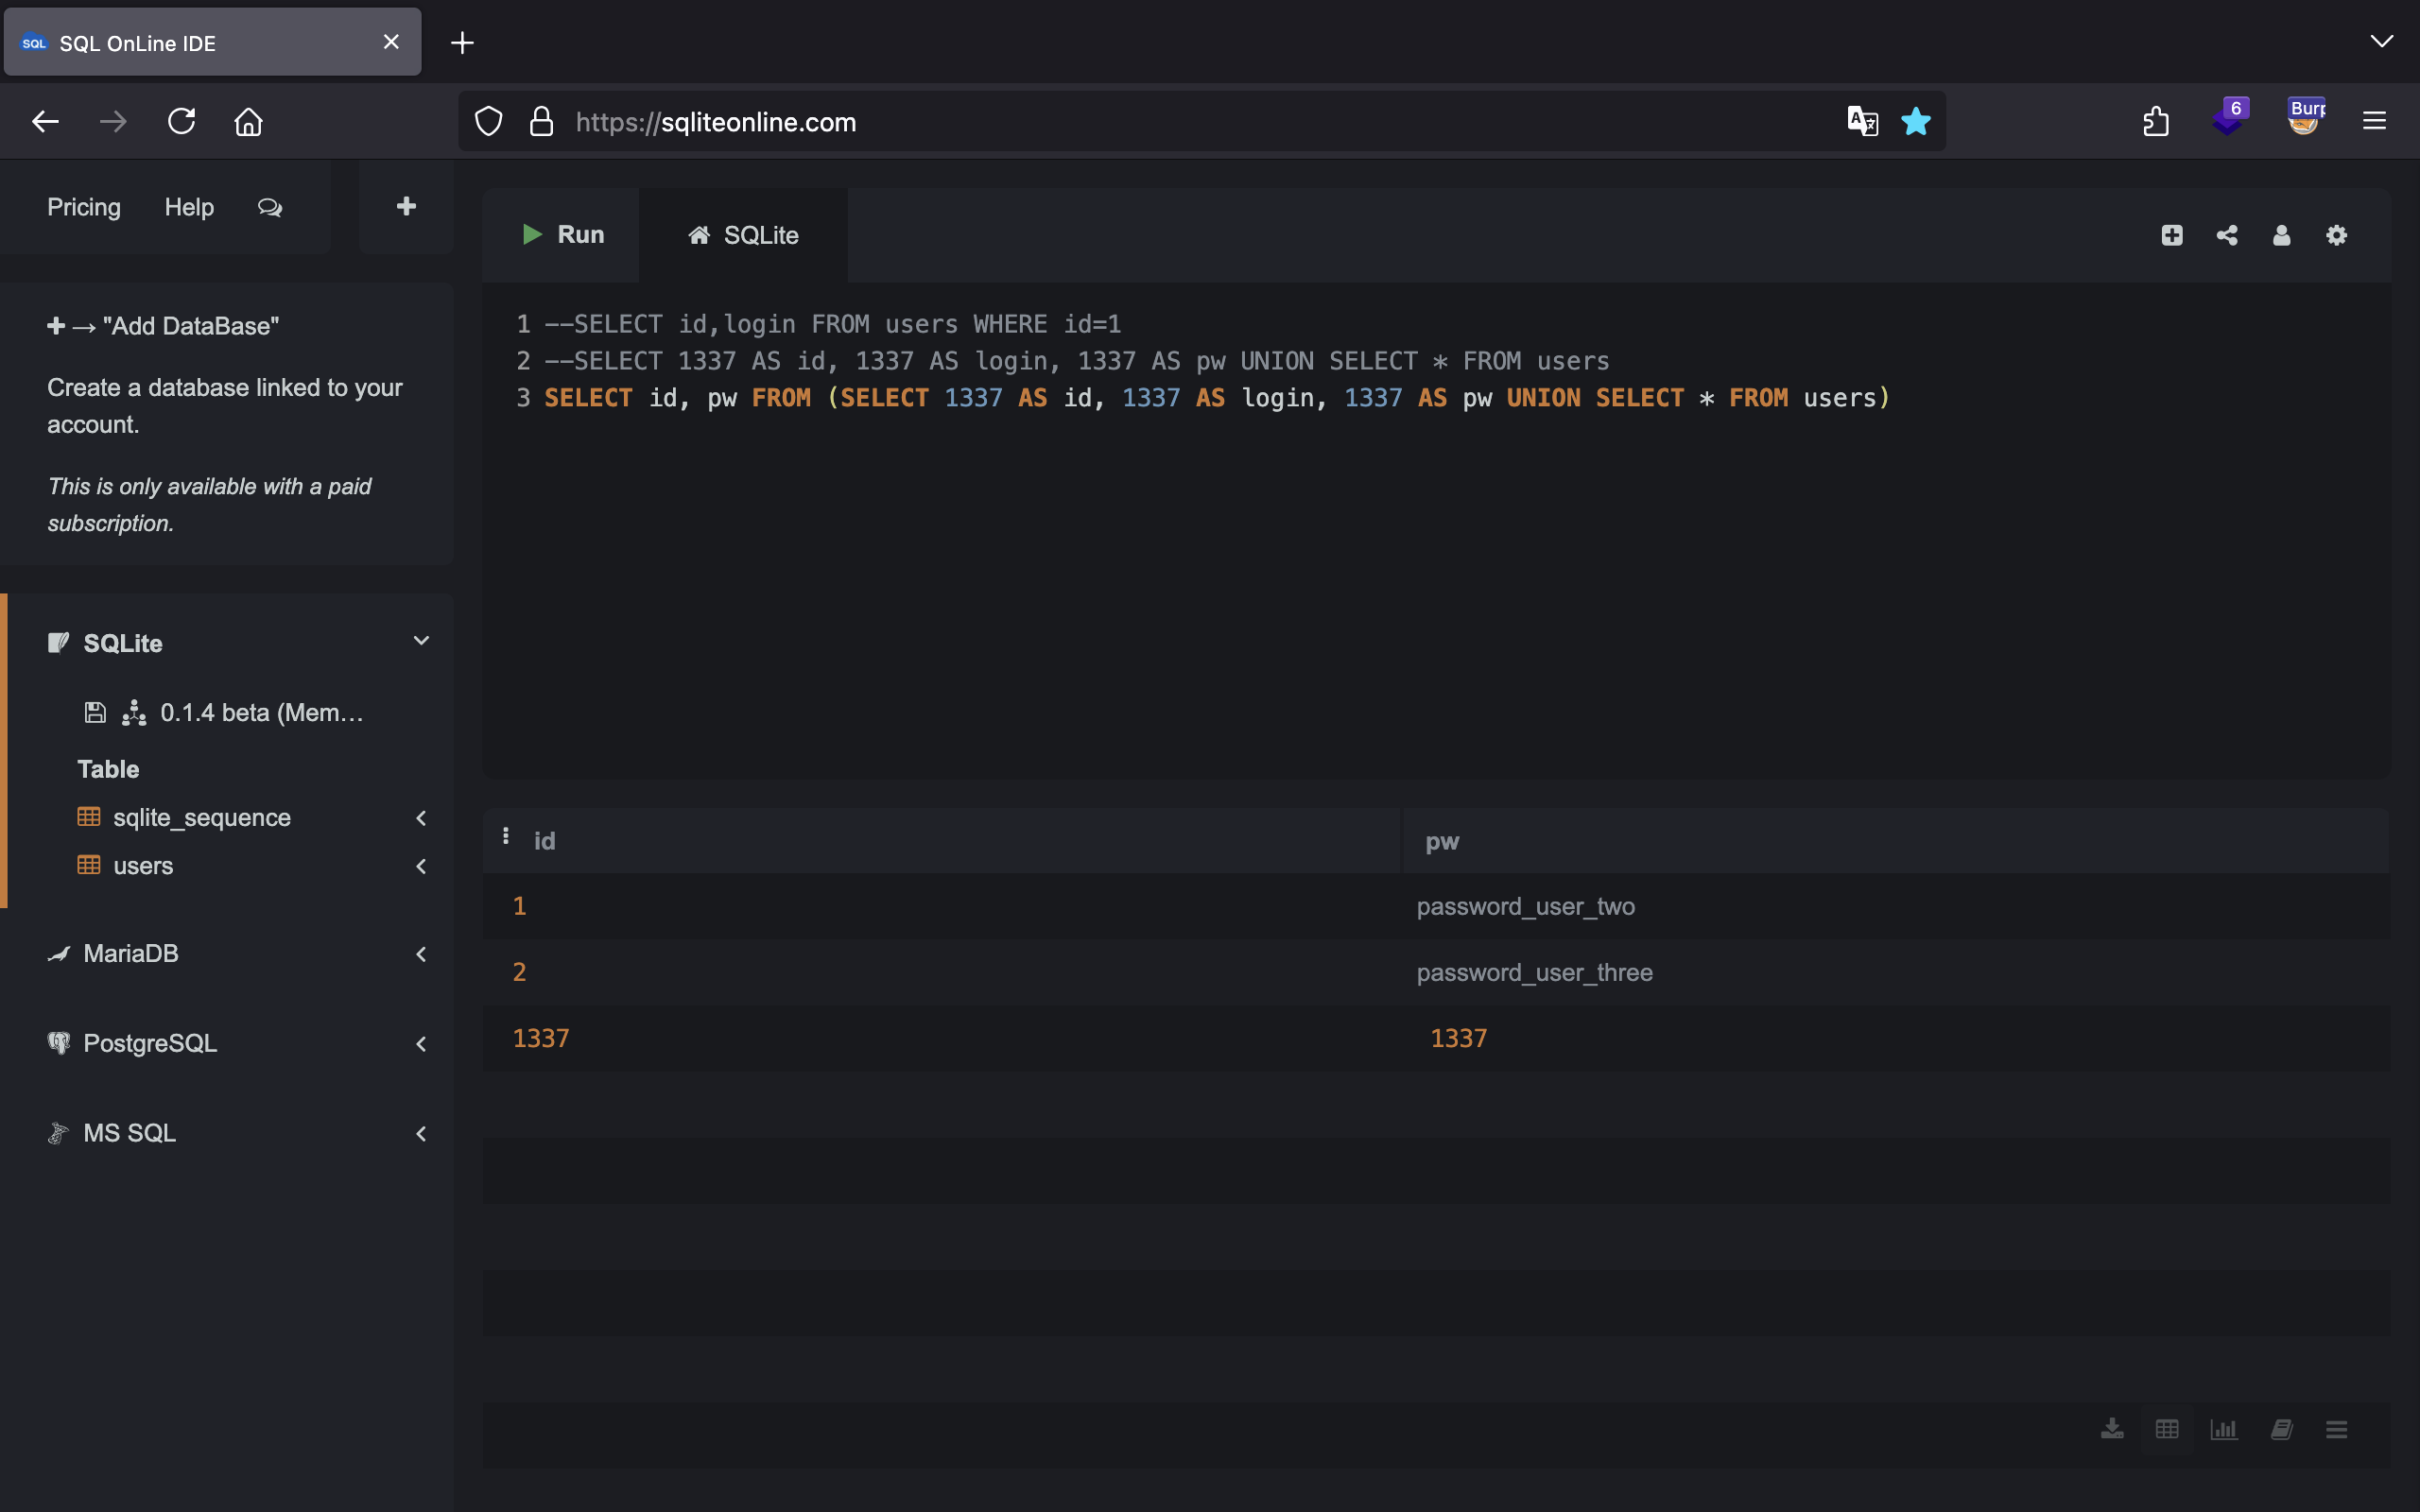 SQL OnLine IDE
https://sqliteonline.com
6
Burp
Pricing Help
"Add DataBase"
Create a database linked to your
account.
This is only available with a paid
subscription.
SQLite
0.1.4 beta (Mem...
Table
sqlite_sequence
users
MariaDB
PostgreSQL
MS SQL
Run SQLite
1 --SELECT id,login FROM users WHERE id=1
2 --SELECT 1337 AS id, 1337 AS login, 1337 AS pw UNION SELECT * FROM users
3 SELECT id, pw FROM (SELECT 1337 AS id, 1337 AS login, 1337 AS pw UNION SELECT * FROM users)
id pw
1 password_user_two
2 password_user_three
1337 1337